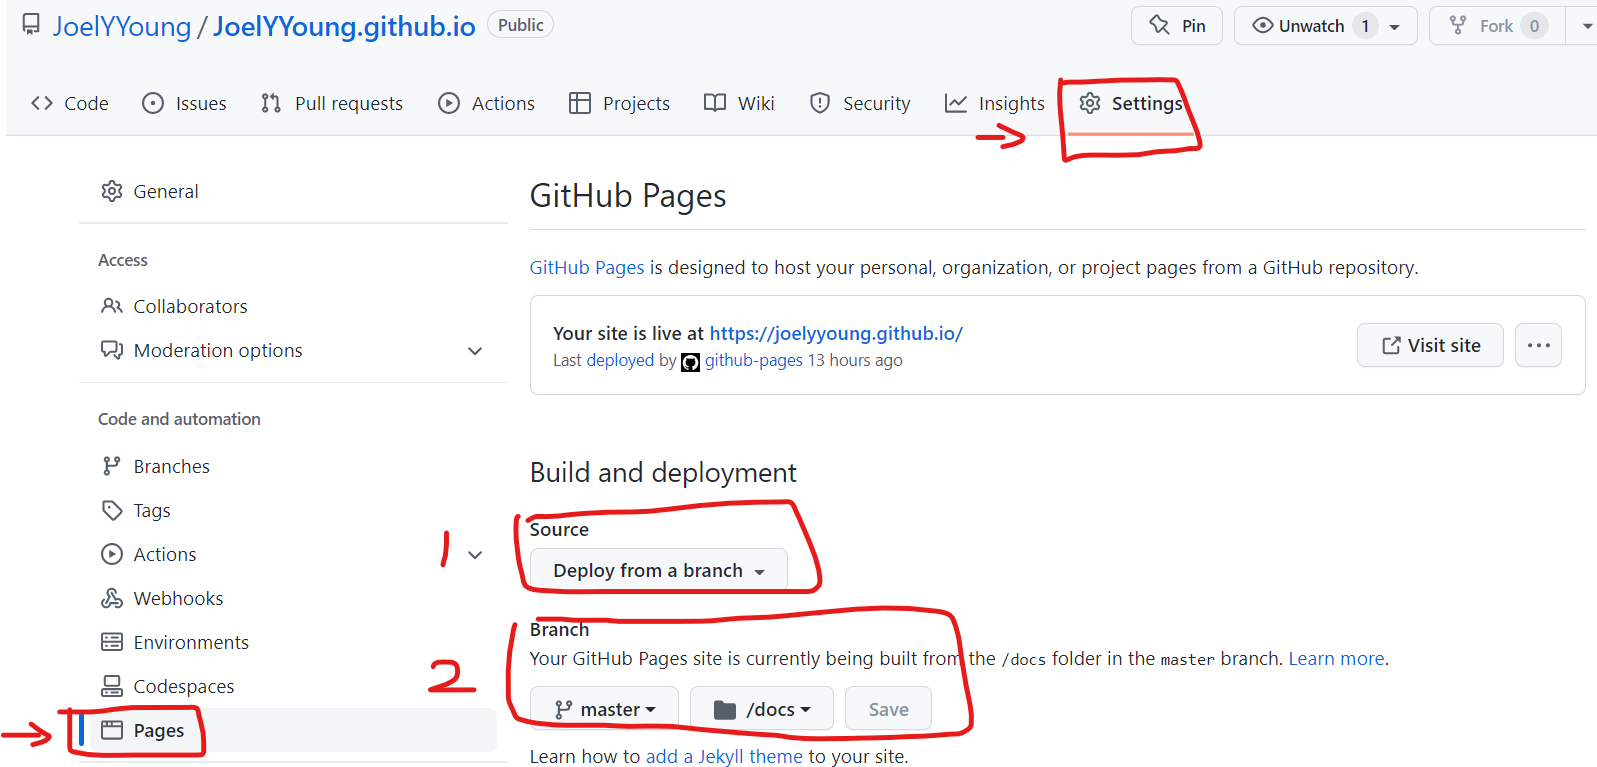 JoelYYoung / JoelYYoung.github.io Public Pin Unwatch 1 Fork 0
Code Issues Pull requests Actions Projects Wiki Security Insights Settings
General
Access
Collaborators
Moderation options
Code and automation
Branches
Tags
Actions
Webhooks
Environments
Codespaces
Pages
GitHub Pages
GitHub Pages is designed to host your personal, organization, or project pages from a GitHub repository.
Your site is live at https://joelyyoung.github.io/
Last deployed by github-pages 13 hours ago
Visit site
Build and deployment
1
Source
Deploy from a branch
2
Branch
Your GitHub Pages site is currently being built from the /docs folder in the master branch. Learn more.
master /docs Save
Learn how to add a Jekyll theme to your site.